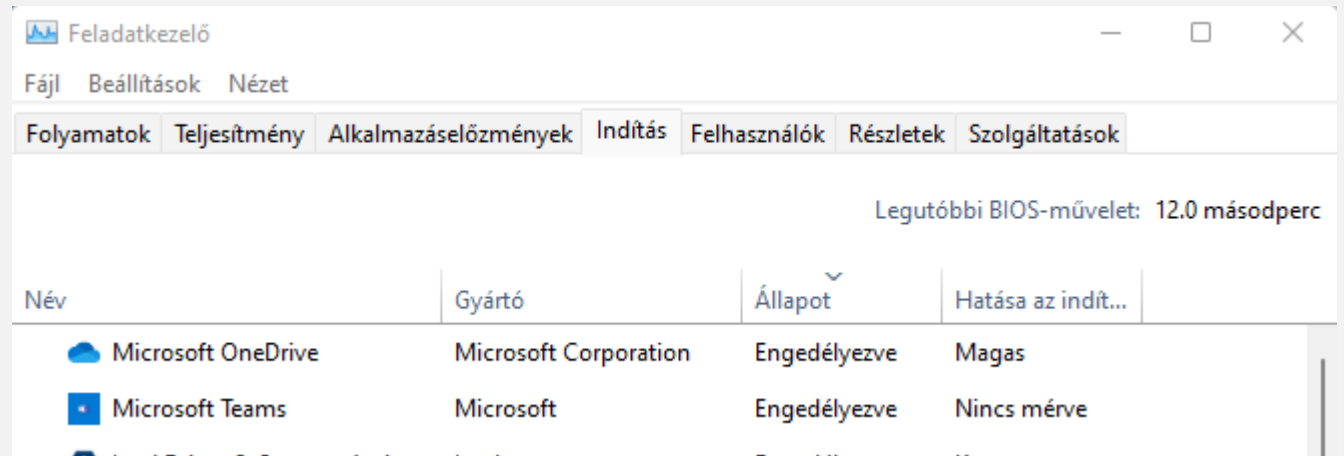 Feladatkezelő
Fájl Beállítások Nézet
Folyamatok Teljesítmény Alkalmazáselőzmények Indítás Felhasználók Részletek Szolgáltatások
Legutóbbi BIOS-művelet: 12.0 másodperc
Név Gyártó Állapot Hatása az indít...
Microsoft OneDrive Microsoft Corporation Engedélyezve Magas
Microsoft Teams Microsoft Engedélyezve Nincs mérve